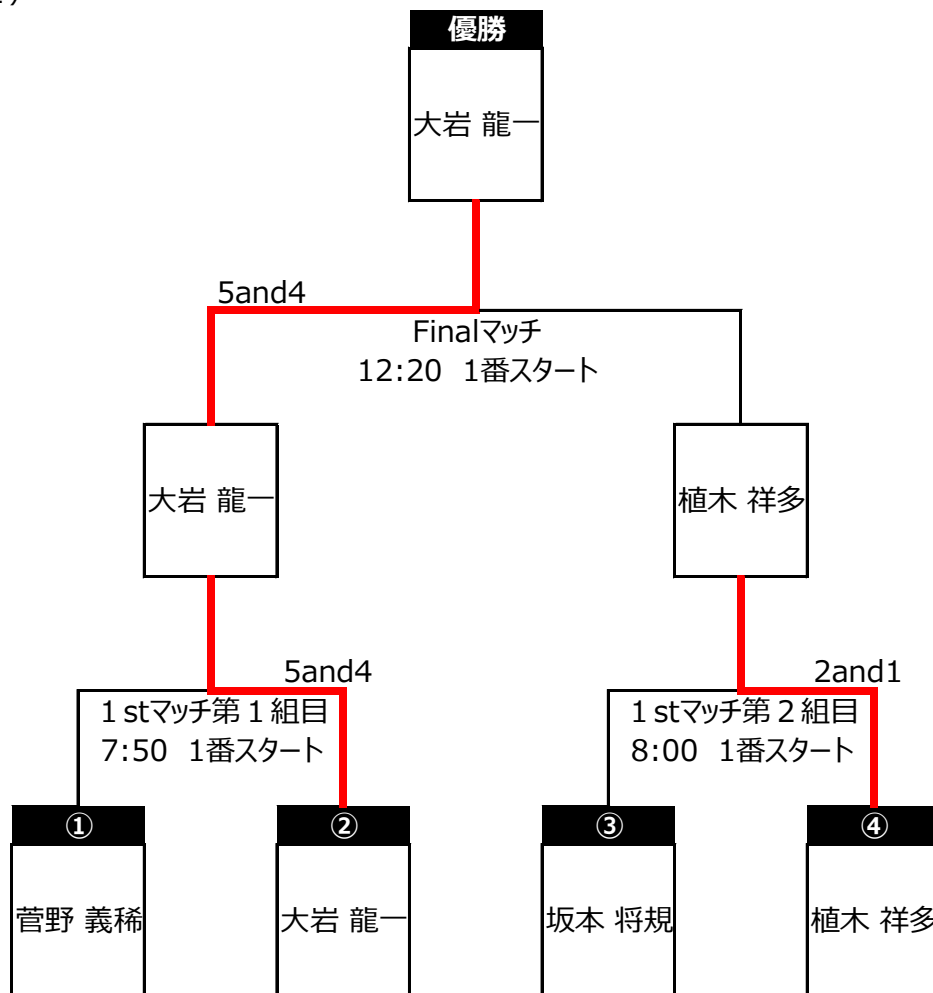 優勝
大岩 龍一
5and4
Finalマッチ
12:20 1番スタート
大岩 龍一
植木 祥多
5and4
2and1
1stマッチ第１組目
7:50 1番スタート
1stマッチ第２組目
8:00 1番スタート
①
②
③
④
菅野 義稀
大岩 龍一
坂本 将規
植木 祥多